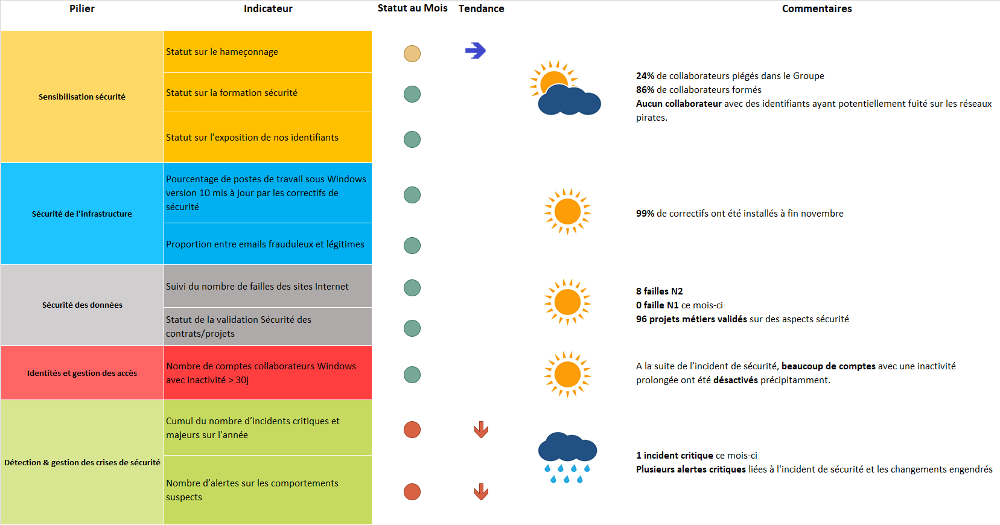 Pilier
Indicateur
Statut au Mois
Tendance
Commentaires
Sensibilisation sécurité
Statut sur le hameçonnage
Statut sur la formation sécurité
Statut sur l’exposition de nos identifiants
24% de collaborateurs piégés dans le Groupe
86% de collaborateurs formés
Aucun collaborateur avec des identifiants ayant potentiellement fuité sur les réseaux
pirates.
Sécurité de l'infrastructure
Pourcentage de postes de travail sous Windows
version 10 mis à jour par les correctifs de
sécurité
Proportion entre emails frauduleux et légitimes
99% de correctifs ont été installés à fin novembre
Sécurité des données
Suivi du nombre de failles des sites Internet
Statut de la validation Sécurité des
contrats/projets
8 failles N2
0 faille N1 ce mois-ci
96 projets métiers validés sur des aspects sécurité
Identités et gestion des accès
Nombre de comptes collaborateurs Windows
avec inactivité > 30j
A la suite de l’incident de sécurité, beaucoup de comptes avec une inactivité
prolongée ont été désactivés précipitamment.
Détection & gestion des crises de sécurité
Cumul du nombre d’incidents critiques et
majeurs sur l'année
Nombre d’alertes sur les comportements
suspects
1 incident critique ce mois-ci
Plusieurs alertes critiques liées à l'incident de sécurité et les changements engendrés